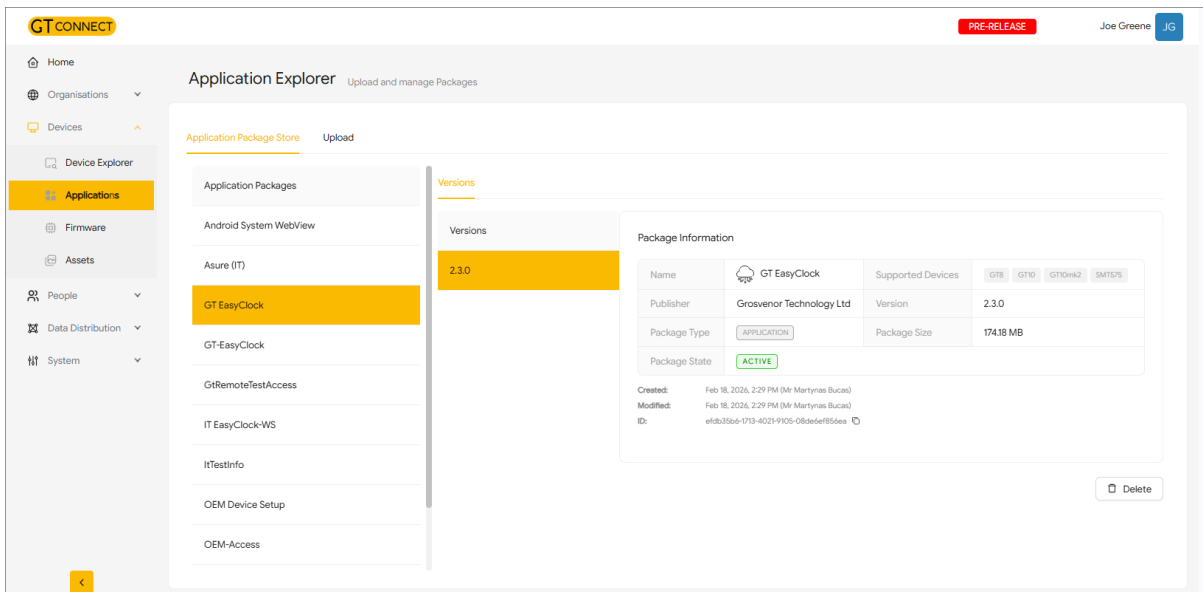 GT CONNECT
PRE-RELEASE
Joe Greene
JG
Home
Organisations
Devices
Device Explorer
Applications
Firmware
Assets
People
Data Distribution
System
Application Explorer Upload and manage Packages
Application Package Store Upload
Application Packages
Android System WebView
Asure (IT)
GT EasyClock
GT-EasyClock
GtRemoteTestAccess
IT EasyClock-WS
ItTestInfo
OEM Device Setup
OEM-Access
Versions
Versions
2.3.0
Package Information
Name GT EasyClock Supported Devices GT8 GT10 GT10mk2 SMT575
Publisher Grosvenor Technology Ltd Version 2.3.0
Package Type APPLICATION Package Size 174.18 MB
Package State ACTIVE
Created: Feb 18, 2026, 2:29 PM (Mr Martynas Bucas)
Modified: Feb 18, 2026, 2:29 PM (Mr Martynas Bucas)
ID: efdb35b6-1713-4021-9105-08de6ef856ea
Delete